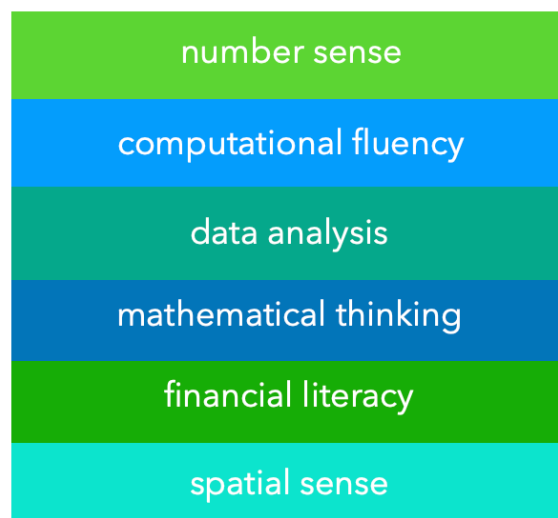 number sense
computational fluency
data analysis
mathematical thinking
financial literacy
spatial sense